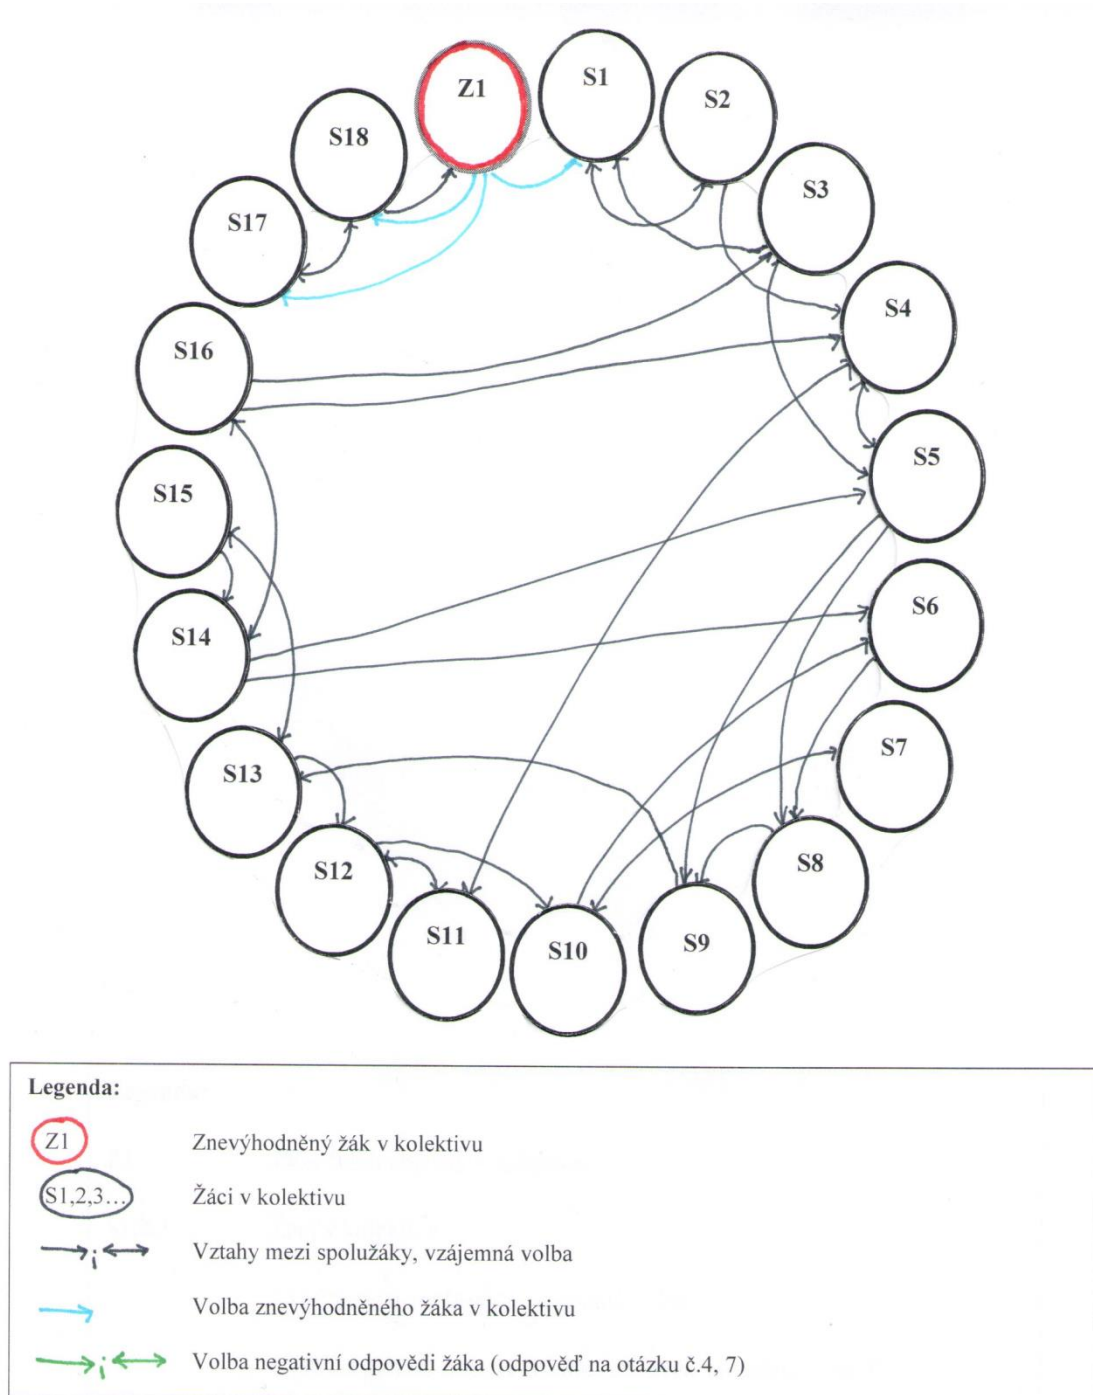 Z1
S1
S2
S3
S4
S5
S6
S7
S8
S9
S10
S11
S12
S13
S14
S15
S16
S17
S18
Legenda:
Z1 Znevýhodněný žák v kolektivu
S1,2,3... Žáci v kolektivu
Vztahy mezi spolužáky, vzájemná volba
Volba znevýhodněného žáka v kolektivu
Volba negativní odpovědi žáka (odpověď na otázku č.4, 7)